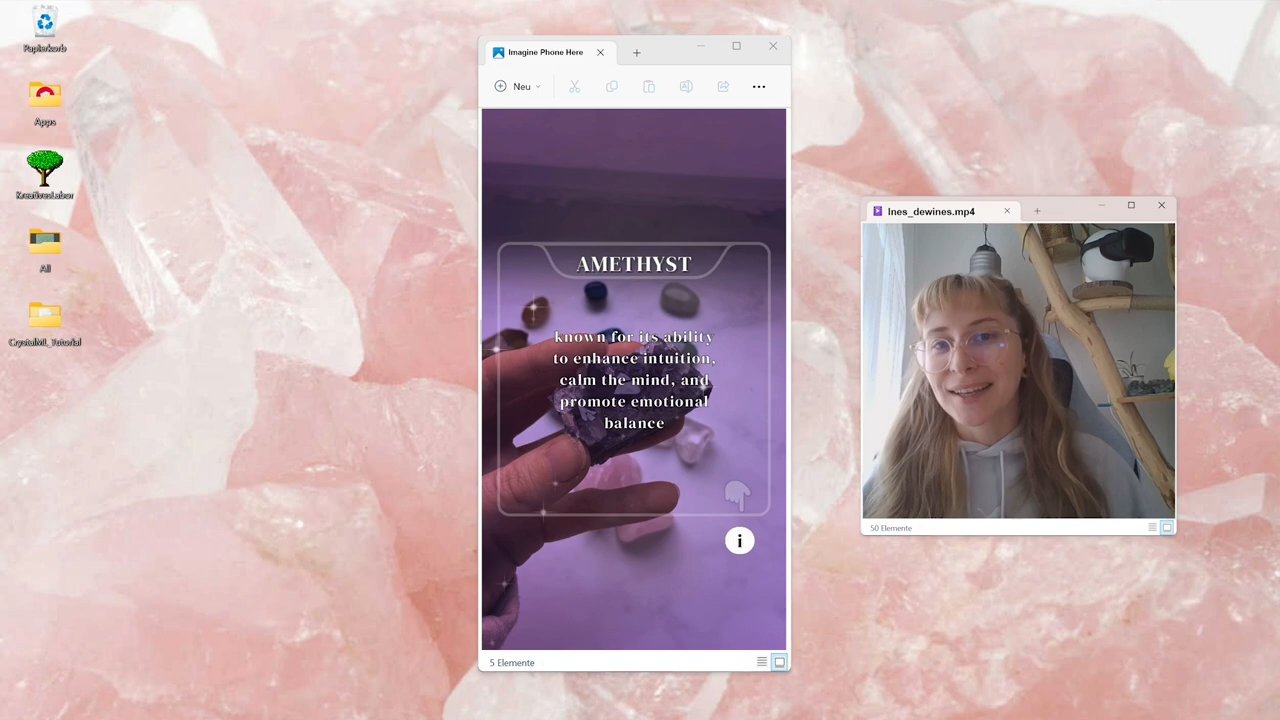 Papierkorb
Apps
KreativesLabor
All
CrystalML_Tutorial
Imagine Phone Here
Neu
AMETHYST
known for its ability
to enhance intuition,
calm the mind, and
promote emotional
balance
i
5 Elemente
Ines_dewines.mp4
50 Elemente